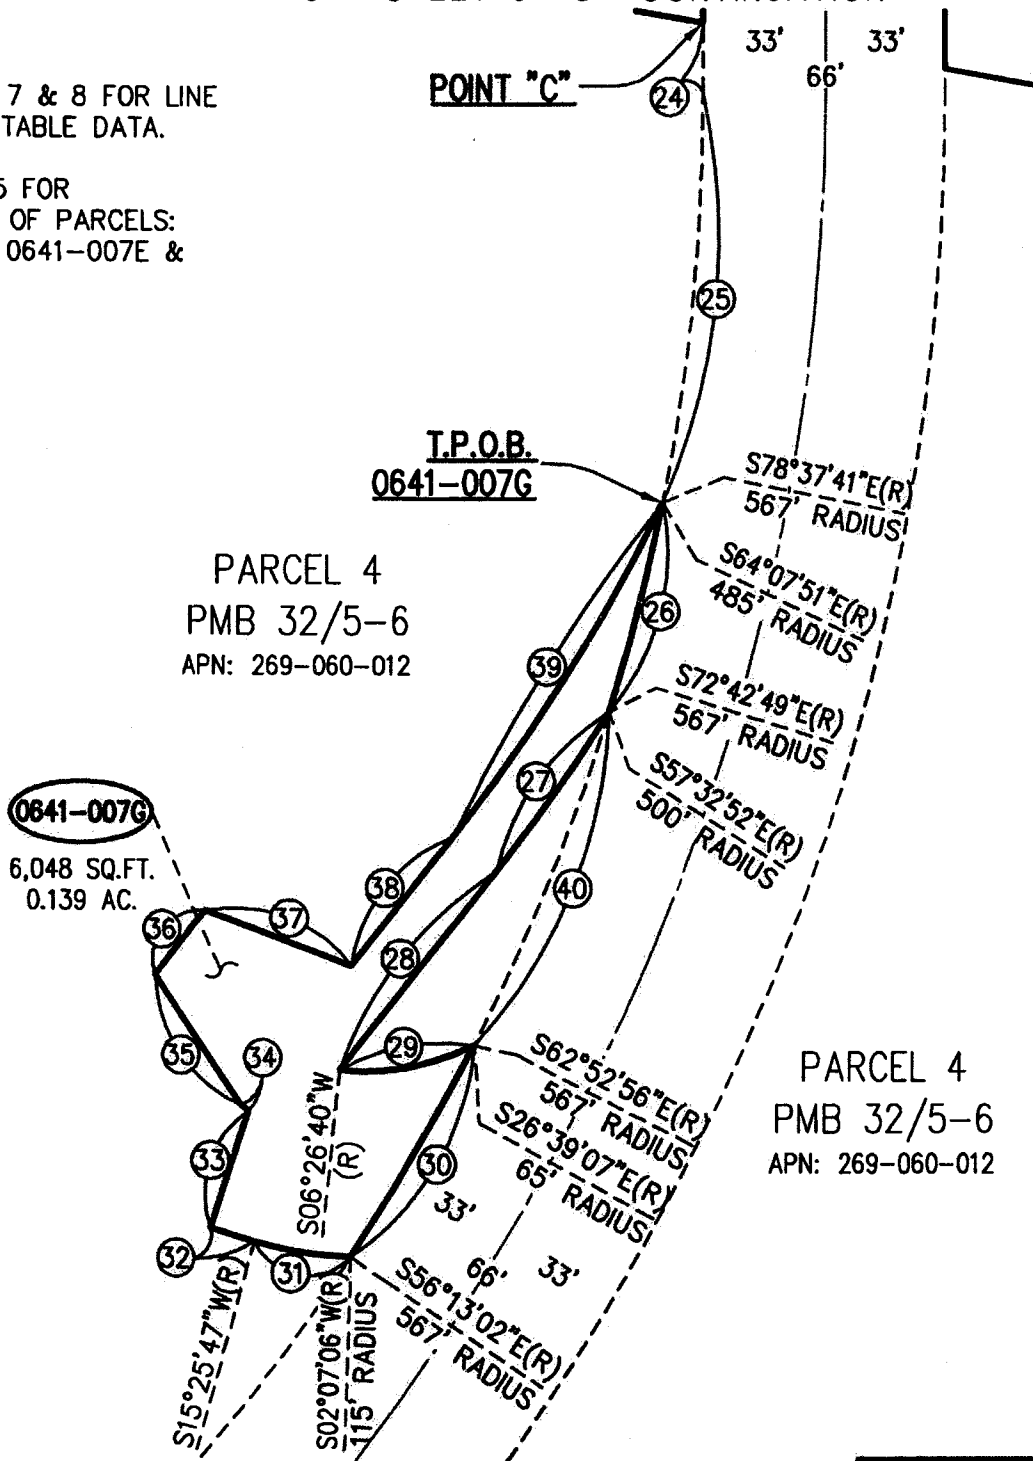 33'
33'
66'
POINT "C"
24
7 & 8 FOR LINE
TABLE DATA.
FOR
OF PARCELS:
0641-007E &
25
T.P.O.B.
0641-007G
S78°37'41"E(R)
567' RADIUS
S64°07'51"E(R)
485' RADIUS
PARCEL 4
PMB 32/5-6
APN: 269-060-012
26
39
S72°42'49"E(R)
567' RADIUS
S57°32'52"E(R)
500' RADIUS
27
0641-007G
6,048 SQ.FT.
0.139 AC.
38
40
36
37
28
29
35
34
S62°52'56"E(R)
567' RADIUS
S26°39'07"E(R)
65' RADIUS
PARCEL 4
PMB 32/5-6
APN: 269-060-012
S06°26'40"W
(R)
33
30
33'
66'
33'
32
31
S56°13'02"E(R)
567' RADIUS
S15°25'47"W(R)
S02°07'06"W(R)
115' RADIUS